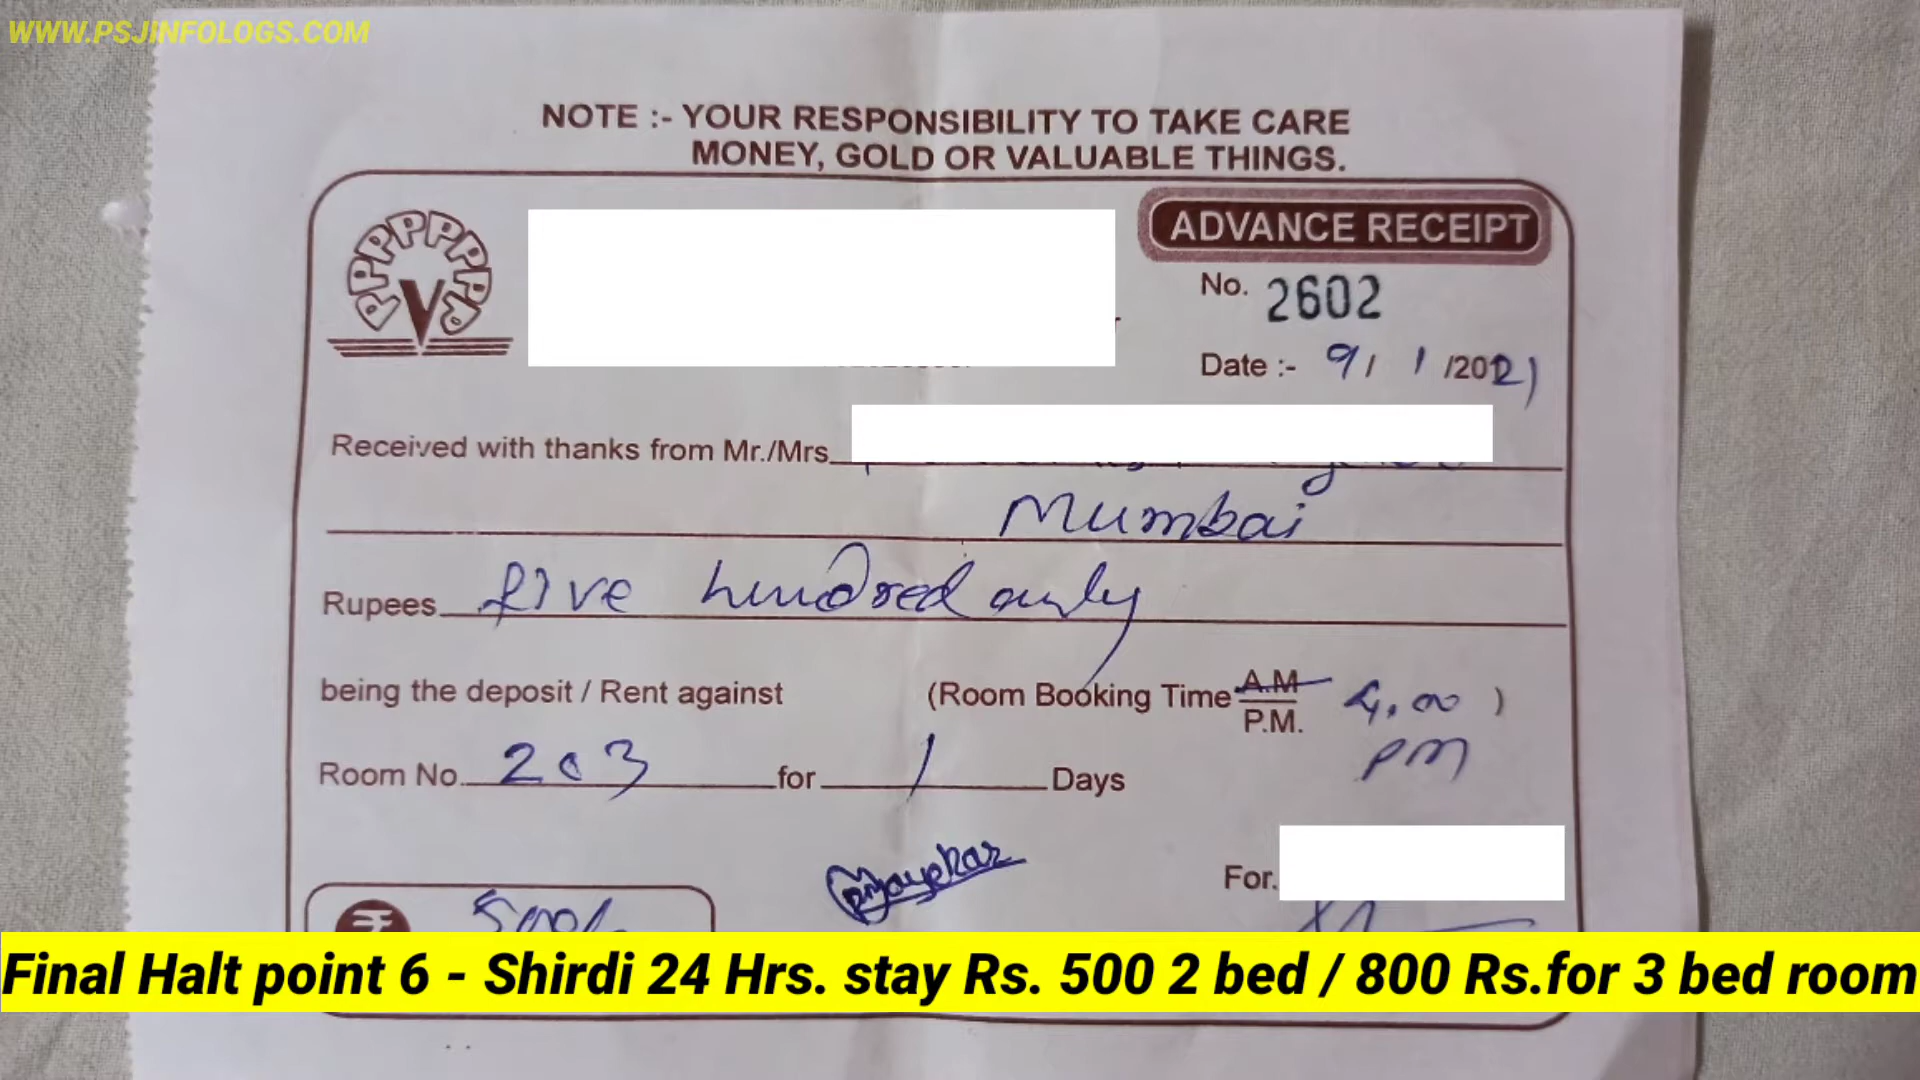 WWW.PSJINFOLOGS.COM
NOTE :- YOUR RESPONSIBILITY TO TAKE CARE
MONEY, GOLD OR VALUABLE THINGS.
PPPPPPPP
V
ADVANCE RECEIPT
No. 2602
Date :- 9/ 1 /2021
Received with thanks from Mr./Mrs
Mumbai
Rupees five hundred only
being the deposit / Rent against (Room Booking Time A.M P.M. 4.00 )
PM
Room No. 203 for 1 Days
For.
₹ 500/-
Final Halt point 6 - Shirdi 24 Hrs. stay Rs. 500 2 bed / 800 Rs.for 3 bed room